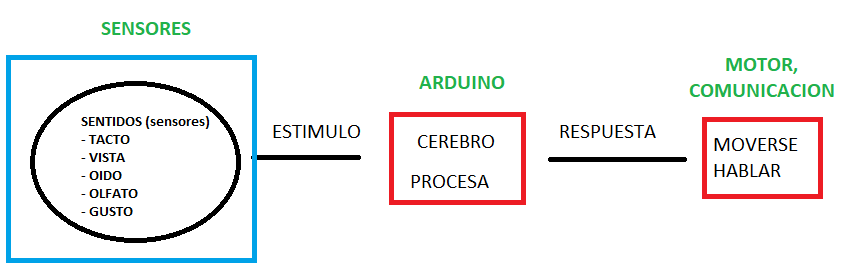 SENSORES
SENTIDOS (sensores)
- TACTO
- VISTA
- OIDO
- OLFATO
- GUSTO
ESTIMULO
ARDUINO
CEREBRO
PROCESA
RESPUESTA
MOTOR,
COMUNICACION
MOVERSE
HABLAR